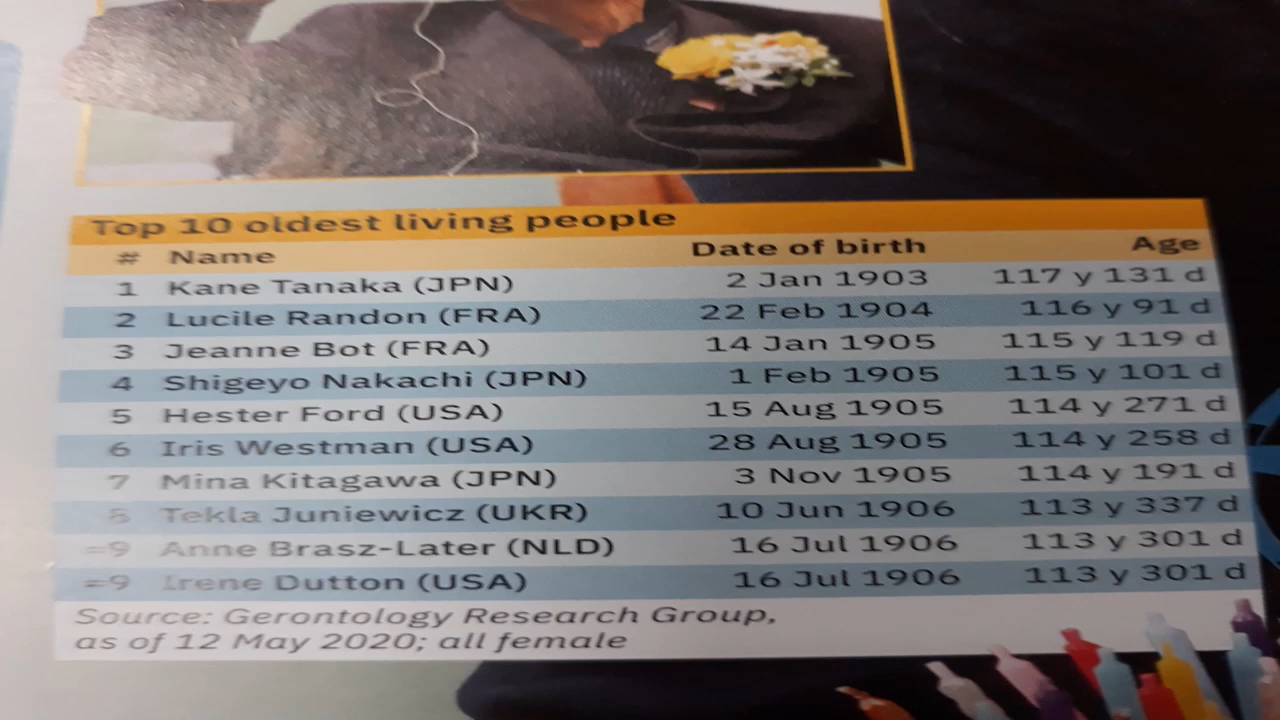 Top 10 oldest living people
# Name Date of birth Age
1 Kane Tanaka (JPN) 2 Jan 1903 117 y 131 d
2 Lucile Randon (FRA) 22 Feb 1904 116 y 91 d
3 Jeanne Bot (FRA) 14 Jan 1905 115 y 119 d
4 Shigeyo Nakachi (JPN) 1 Feb 1905 115 y 101 d
5 Hester Ford (USA) 15 Aug 1905 114 y 271 d
6 Iris Westman (USA) 28 Aug 1905 114 y 258 d
7 Mina Kitagawa (JPN) 3 Nov 1905 114 y 191 d
8 Tekla Juniewicz (UKR) 10 Jun 1906 113 y 337 d
=9 Anne Brasz-Later (NLD) 16 Jul 1906 113 y 301 d
=9 Irene Dutton (USA) 16 Jul 1906 113 y 301 d
Source: Gerontology Research Group,
as of 12 May 2020; all female